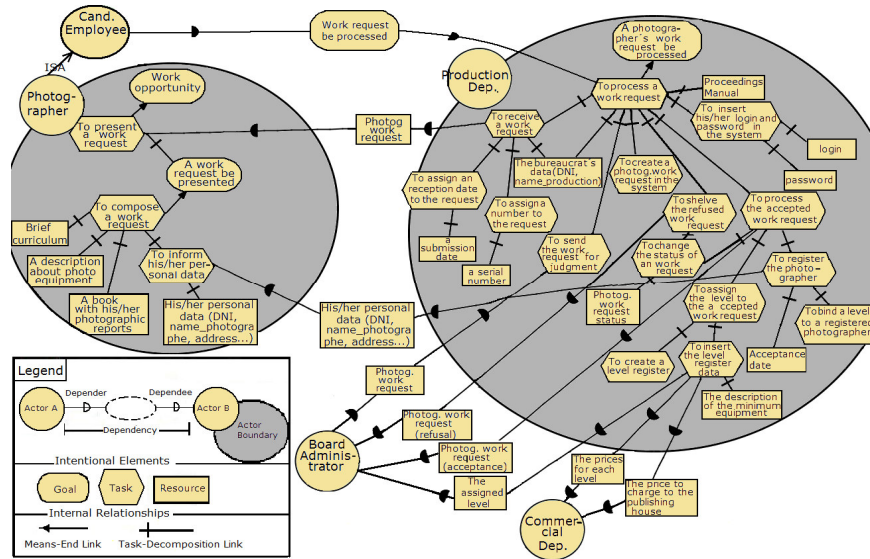 Cand.
Employee
Work request
be processed
ISA
Photogra-
pher
Work
opportunity
To present
a work
request
A work
request be
presented
To compose
a work
request
Brief
curriculum
A description
about photo
equipment
A book
with his/her
photographic
reports
To inform
his/her per-
sonal data
His/her personal
data (DNI,
name_photogra
phe, address...)
Photog
work request
His/her personal
data (DNI,
name_photogra
phe, address...)
Production
Dep.
A photogra-
pher´s work
request be
processed
To process a
work request
Proceedings
Manual
To insert
his/her login and
password in
the system
login
password
To receive
a work
request
The bureaucrat´s
data(DNI,
name_production)
To create a
photog.work
request in the
system
To assign an
reception date
to the request
To assign a
number to the
request
a
submission
date
a serial
number
To send
the work
request for
judgment
To shelve
the refused
work
request
To process
the accepted
work request
To change
the status of
an work
request
Photog. work
request
status
To register
the photo-
grapher
To assign
the level to
the a ccepted
work request
To bind a level
to a registered
photographer
To create a
level register
To insert
the level
register
data
Acceptance
date
The description
of the minimum
equipment
Photog.
work
request
Board
Adminis-
trator
Photog. work
request
(refusal)
Photog. work
request
(acceptance)
The
assigned
level
The prices
for each
level
The price to
charge to the
publishing
house
Commer-
cial
Dep.
Legend
Actor A
Depender
Dependee
Actor B
Dependency
Actor
Boundary
Intentional Elements
Goal
Task
Resource
Internal Relationships
Means-End Link
Task-Decomposition Link